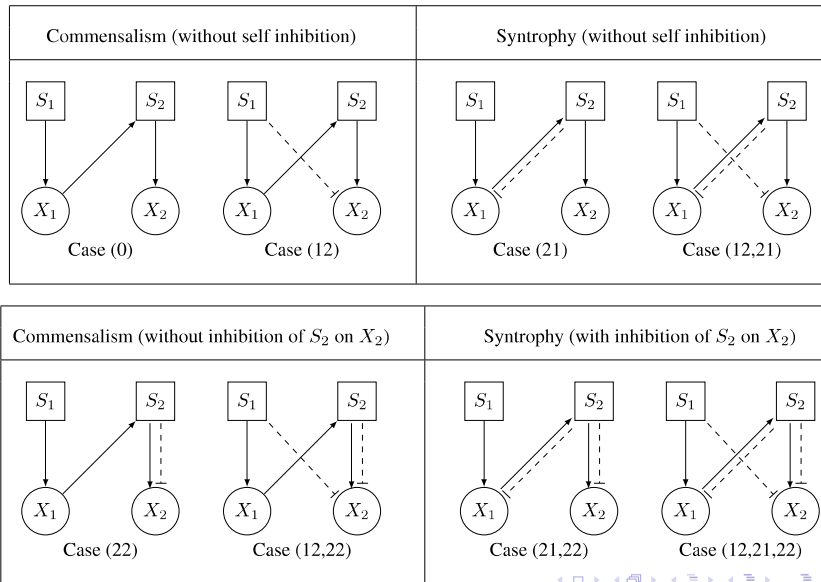 Commensalism (without self inhibition)
Syntrophy (without self inhibition)
S₁ S₂ S₁ S₂
S₁ S₂ S₁ S₂
X₁ X₂ X₁ X₂
X₁ X₂ X₁ X₂
Case (0) Case (12)
Case (21) Case (12,21)
Commensalism (without inhibition of S₂ on X₂)
Syntrophy (with inhibition of S₂ on X₂)
S₁ S₂ S₁ S₂
S₁ S₂ S₁ S₂
X₁ X₂ X₁ X₂
X₁ X₂ X₁ X₂
Case (22) Case (12,22)
Case (21,22) Case (12,21,22)